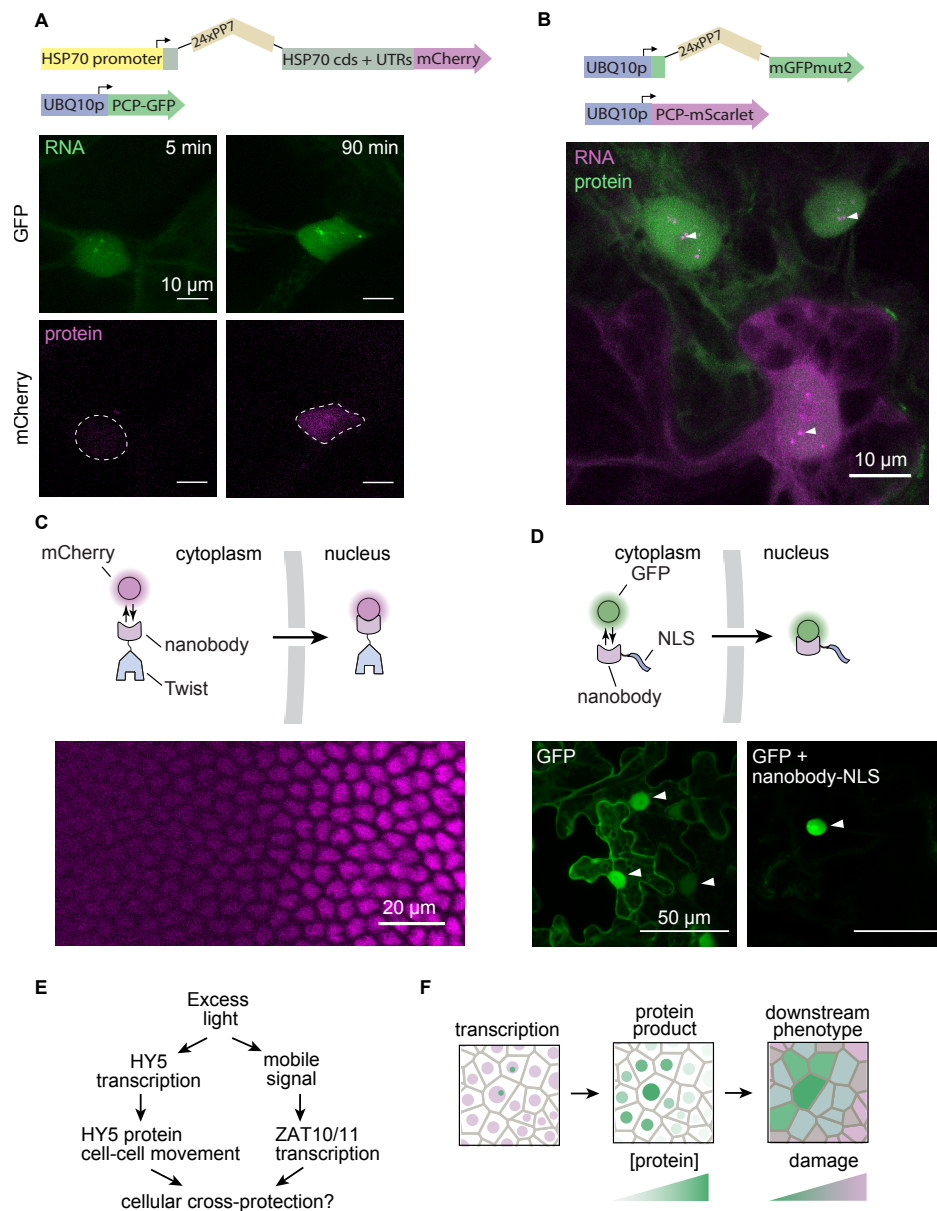 A
24xPP7
HSP70 promoter
HSP70 cds + UTRs
mCherry
UBQ10p
PCP-GFP
RNA
5 min
90 min
GFP
10 µm
protein
mCherry
B
24xPP7
UBQ10p
mGFPmut2
UBQ10p
PCP-mScarlet
RNA
protein
10 µm
C
mCherry
cytoplasm
nucleus
nanobody
Twist
20 µm
D
cytoplasm
nucleus
GFP
NLS
nanobody
GFP
50 µm
GFP +
nanobody-NLS
E
Excess
light
HY5
transcription
mobile
signal
HY5 protein
cell-cell movement
ZAT10/11
transcription
cellular cross-protection?
F
transcription
protein
product
downstream
phenotype
[protein]
damage